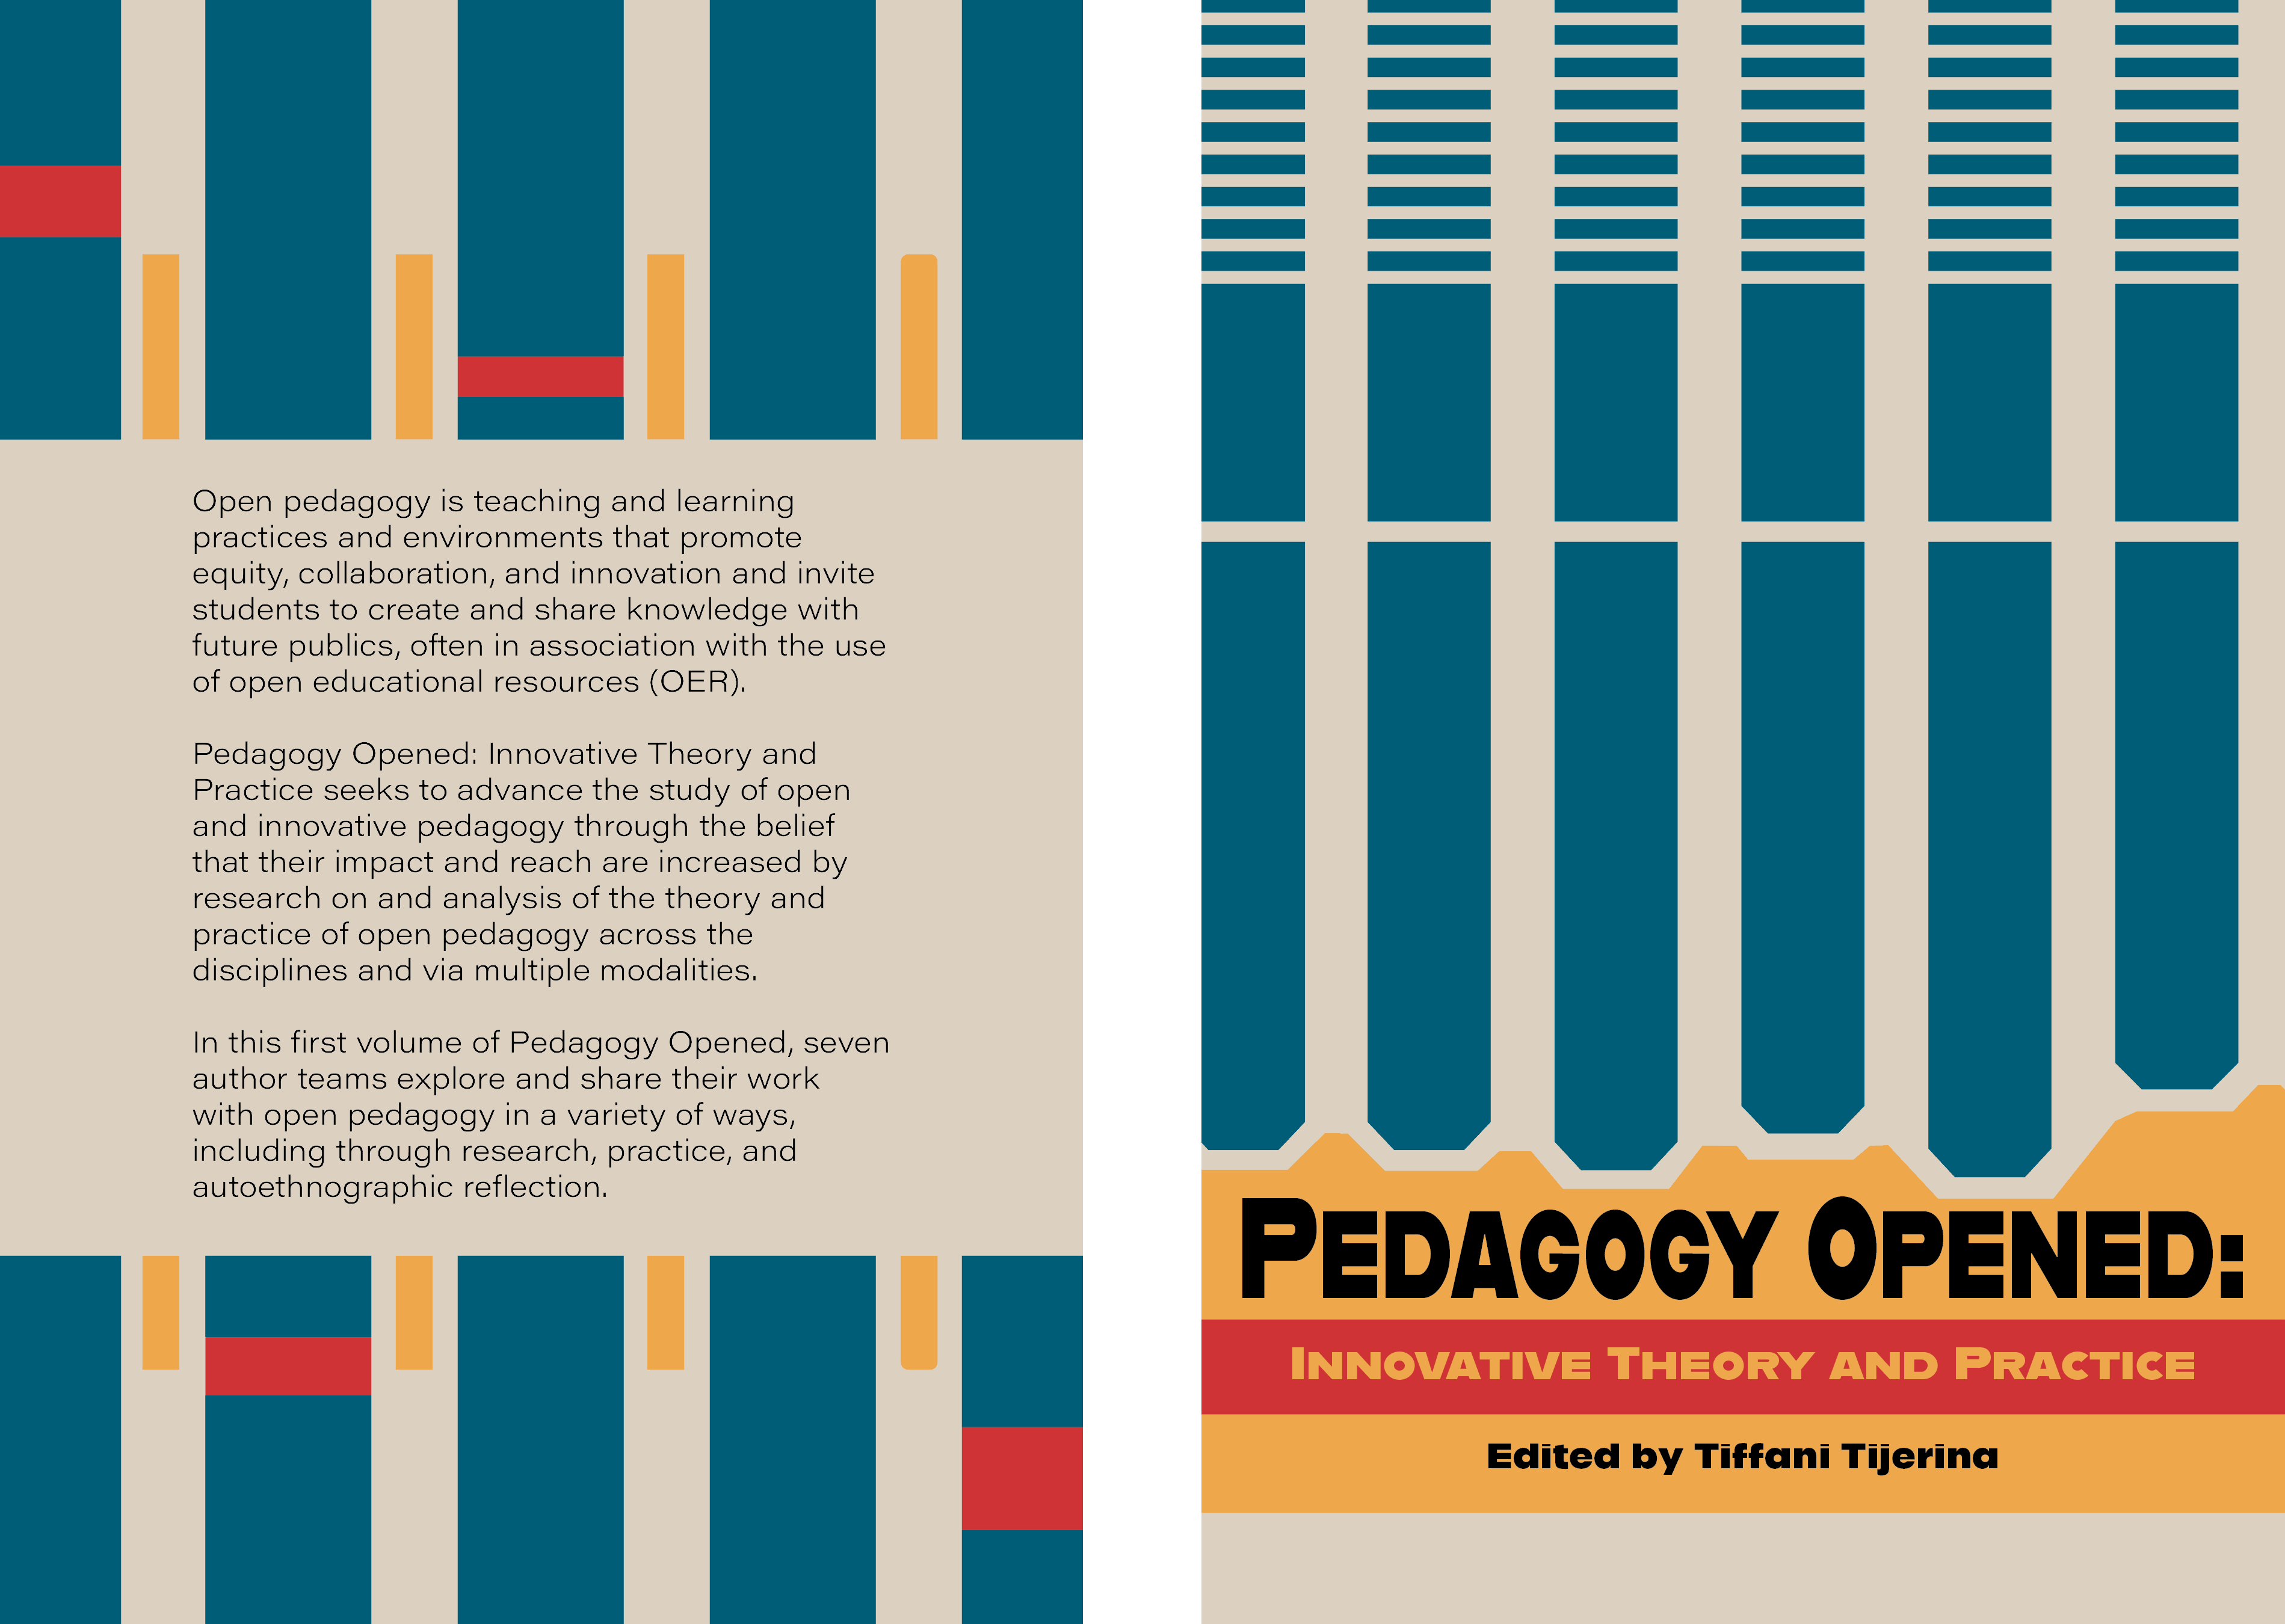 Open pedagogy is teaching and learning
practices and environments that promote
equity, collaboration, and innovation and invite
students to create and share knowledge with
future publics, often in association with the use
of open educational resources (OER).
Pedagogy Opened: Innovative Theory and
Practice seeks to advance the study of open
and innovative pedagogy through the belief
that their impact and reach are increased by
research on and analysis of the theory and
practice of open pedagogy across the
disciplines and via multiple modalities.
In this first volume of Pedagogy Opened, seven
author teams explore and share their work
with open pedagogy in a variety of ways,
including through research, practice, and
autoethnographic reflection.
Pedagogy Opened:
Innovative Theory and Practice
Edited by Tiffani Tijerina